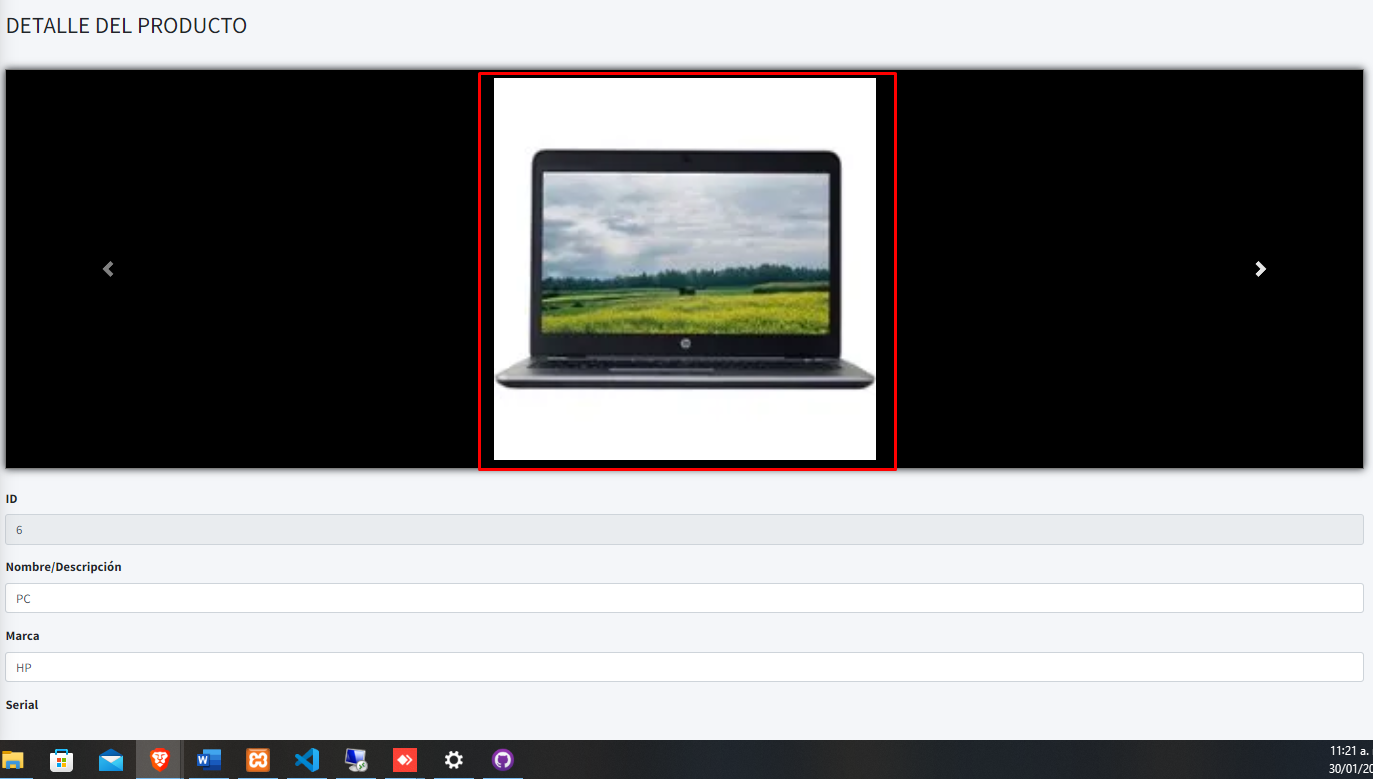 DETALLE DEL PRODUCTO
ID
6
Nombre/Descripción
PC
Marca
HP
Serial
11:21 a.
30/01/20